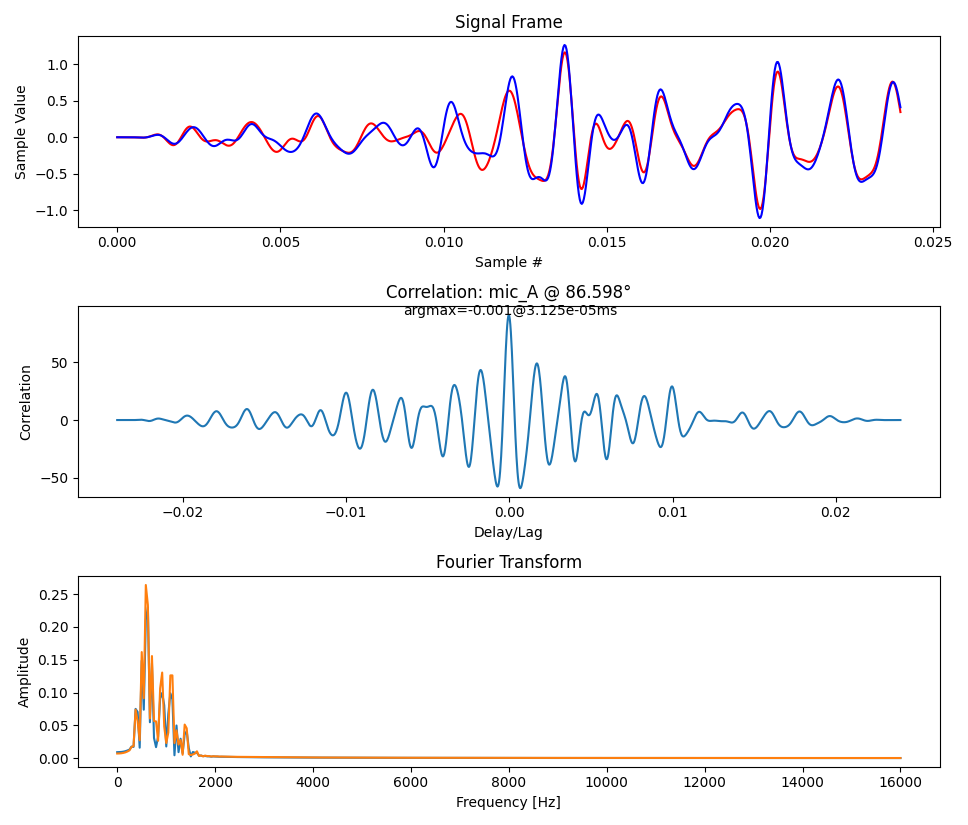 Signal Frame
1.0
0.5
0.0
−0.5
−1.0
Sample Value
0.000 0.005 0.010 0.015 0.020 0.025
Sample #
Correlation: mic_A @ 86.598°
argmax=-0.001@3.125e-05ms
50
0
−50
Correlation
−0.02 −0.01 0.00 0.01 0.02
Delay/Lag
Fourier Transform
0.25
0.20
0.15
0.10
0.05
0.00
Amplitude
0 2000 4000 6000 8000 10000 12000 14000 16000
Frequency [Hz]